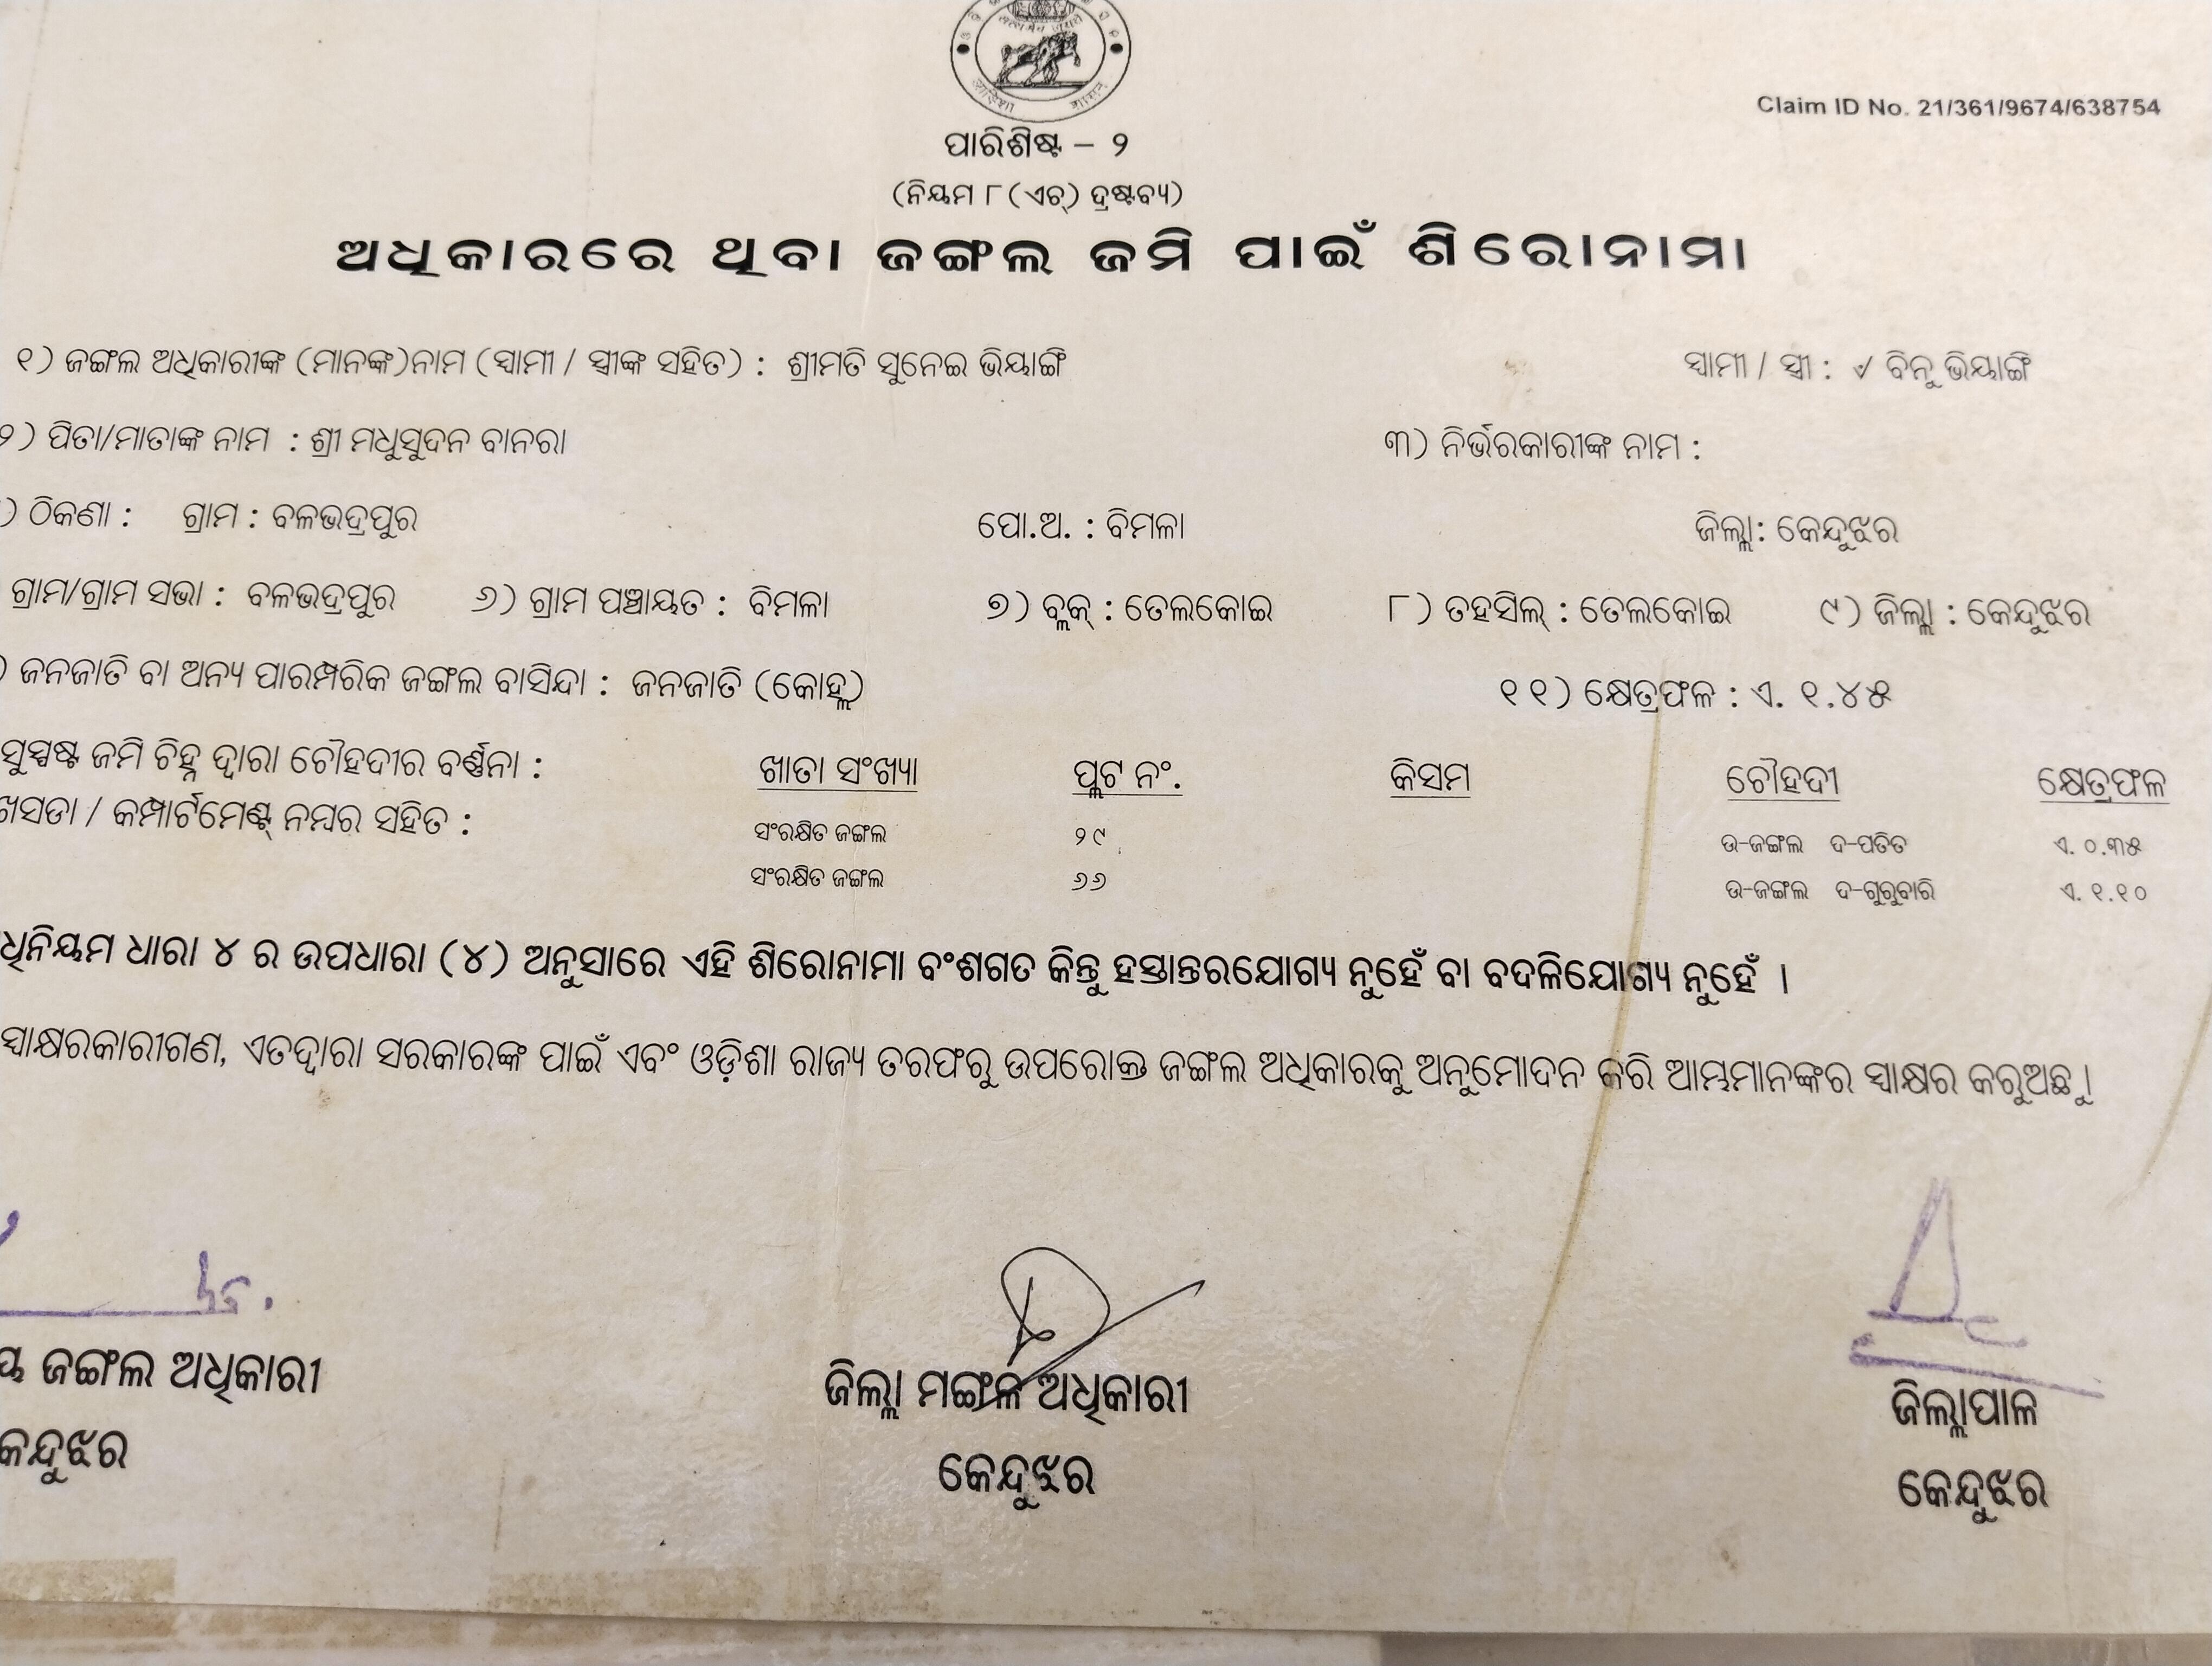 Claim ID No. 21/361/9674/638754
ପାରିଶିଷ୍ଟ – ୨
(ନିୟମ ୮ (ଏଚ୍) ଦ୍ରଷ୍ଟବ୍ୟ)
ଅଧିକାରରେ ଥିବା ଜଙ୍ଗଲ ଜମି ପାଇଁ ଶିରୋନାମା
୧) ଜଙ୍ଗଲ ଅଧିକାରୀଙ୍କ (ମାନଙ୍କ)ନାମ (ସ୍ୱାମୀ / ସ୍ତ୍ରୀଙ୍କ ସହିତ) : ଶ୍ରୀମତି ସୁନେଇ ଭିୟାଙ୍ଗି ସ୍ୱାମୀ / ସ୍ତ୍ରୀ : ✓ ବିନୁ ଭିୟାଙ୍ଗି
୨) ପିତା/ମାତାଙ୍କ ନାମ : ଶ୍ରୀ ମଧୁସୁଦନ ବାନରା ୩) ନିର୍ଭରକାରୀଙ୍କ ନାମ :
) ଠିକଣା : ଗ୍ରାମ : ବଳଭଦ୍ରପୁର ପୋ.ଅ. : ବିମଳା ଜିଲ୍ଲା: କେନ୍ଦୁଝର
ଗ୍ରାମ/ଗ୍ରାମ ସଭା : ବଳଭଦ୍ରପୁର ୬) ଗ୍ରାମ ପଞ୍ଚାୟତ : ବିମଳା ୭) ବ୍ଲକ୍ : ତେଲକୋଇ ୮) ତହସିଲ୍ : ତେଲକୋଇ ୯) ଜିଲ୍ଲା : କେନ୍ଦୁଝର
) ଜନଜାତି ବା ଅନ୍ୟ ପାରମ୍ପରିକ ଜଙ୍ଗଲ ବାସିନ୍ଦା : ଜନଜାତି (କୋହ୍ଲ) ୧୧) କ୍ଷେତ୍ରଫଳ : ଏ. ୧.୪୫
ସୁସ୍ପଷ୍ଟ ଜମି ଚିହ୍ନ ଦ୍ୱାରା ଚୌହଦୀର ବର୍ଣ୍ଣନା : ଖାତା ସଂଖ୍ୟା ପ୍ଲଟ ନଂ. କିସମ ଚୌହଦୀ କ୍ଷେତ୍ରଫଳ
ଖସଡା / କମ୍ପାର୍ଟମେଣ୍ଟ୍ ନମ୍ବର ସହିତ :
ସଂରକ୍ଷିତ ଜଙ୍ଗଲ ୨୯ ଉ-ଜଙ୍ଗଲ ଦ-ପତିତ ଏ. ୦.୩୫
ସଂରକ୍ଷିତ ଜଙ୍ଗଲ ୬୬ ଉ-ଜଙ୍ଗଲ ଦ-ଗୁରୁବାରି ଏ. ୧.୧୦
ଧିନିୟମ ଧାରା ୪ ର ଉପଧାରା (୪) ଅନୁସାରେ ଏହି ଶିରୋନାମା ବଂଶଗତ କିନ୍ତୁ ହସ୍ତାନ୍ତରଯୋଗ୍ୟ ନୁହେଁ ବା ବଦଳିଯୋଗ୍ୟ ନୁହେଁ ।
ସ୍ୱାକ୍ଷରକାରୀଗଣ, ଏତଦ୍ଦ୍ୱାରା ସରକାରଙ୍କ ପାଇଁ ଏବଂ ଓଡ଼ିଶା ରାଜ୍ୟ ତରଫରୁ ଉପରୋକ୍ତ ଜଙ୍ଗଲ ଅଧିକାରକୁ ଅନୁମୋଦନ କରି ଆମ୍ଭମାନଙ୍କର ସ୍ୱାକ୍ଷର କରୁଅଛୁ ।
ୟ ଜଙ୍ଗଲ ଅଧିକାରୀ ଜିଲ୍ଲା ମଙ୍ଗଳ ଅଧିକାରୀ ଜିଲ୍ଲାପାଳ
କେନ୍ଦୁଝର କେନ୍ଦୁଝର କେନ୍ଦୁଝର